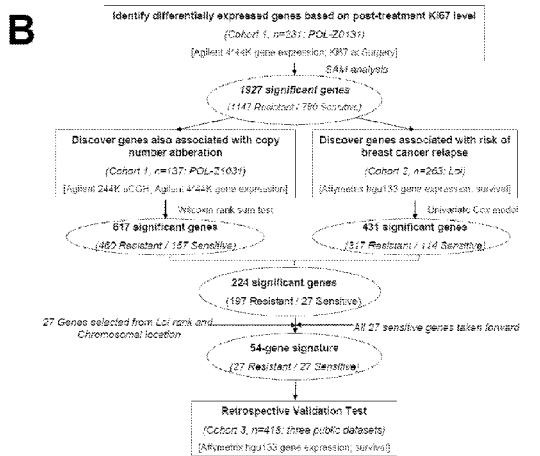 B
Identify differentially expressed genes based on post-treatment Ki67 level
(Cohort 1, n=231; POL-Z0131)
[Agilent 4*44K gene expression; Ki67 at Surgery]
SAM analysis
1927 significant genes
(1147 Resistant / 780 Sensitive)
Discover genes also associated with copy
number abberation
(Cohort 1, n=137; POL-Z1031)
[Agilent 244K aCGH; Agilent 4*44K gene expression]
Discover genes associated with risk of
breast cancer relapse
(Cohort 2, n=263; Loi)
[Affymetrix hgu133 gene expression; survival]
Wilcoxon rank sum test
Univariate Cox model
617 significant genes
(460 Resistant / 157 Sensitive)
431 significant genes
(317 Resistant / 114 Sensitive)
224 significant genes
(197 Resistant / 27 Sensitive)
27 Genes selected from Loi rank and
Chromosomal location
All 27 sensitive genes taken forward
54-gene signature
(27 Resistant / 27 Sensitive)
Retrospective Validation Test
(Cohort 3, n=415; three public datasets)
[Affymetrix hgu133 gene expression; survival]